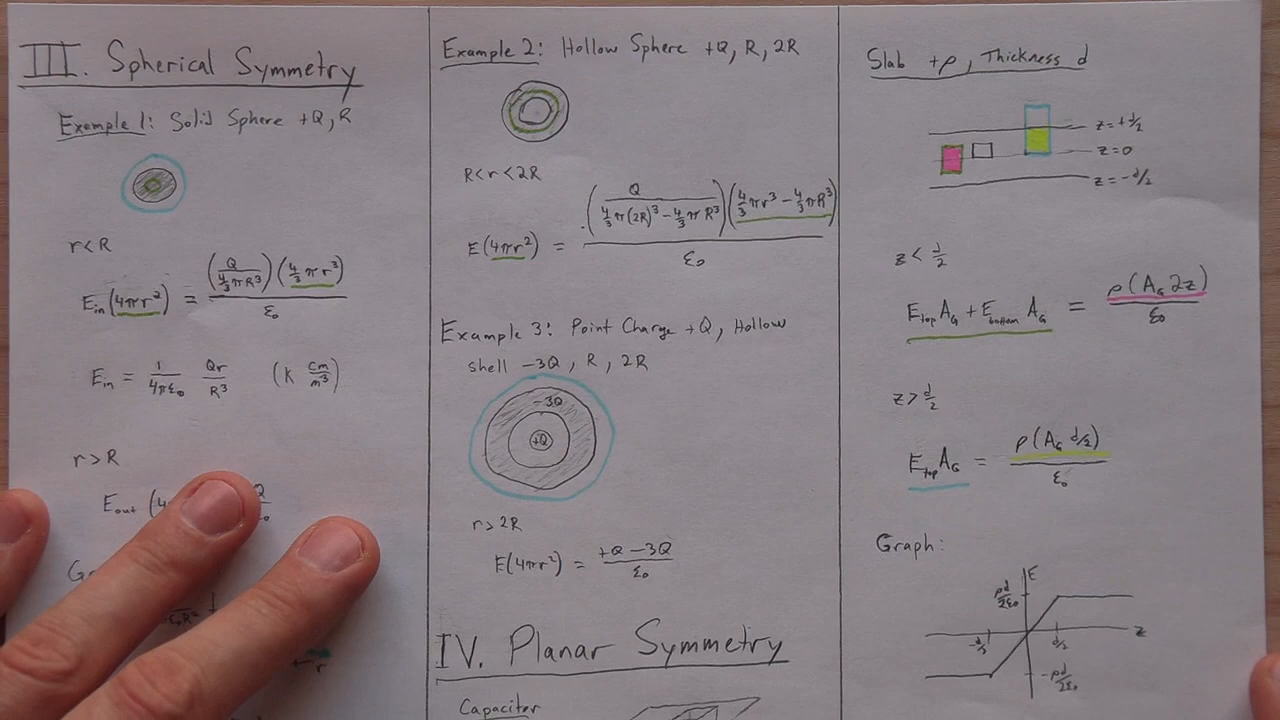 III. Spherical Symmetry
Example 1: Solid Sphere +Q, R
r<R
E_in (4πr²) = (Q / (4/3 πR³)) (4/3 πr³) / ε₀
E_in = 1/(4πε₀) Qr/R³ (K Cm/m³)
r>R
E_out (4
Example 2: Hollow Sphere +Q, R, 2R
R<r<2R
E(4πr²) = (Q / (4/3 π(2R)³ - 4/3 πR³)) (4/3 πr³ - 4/3 πR³) / ε₀
Example 3: Point Charge +Q, Hollow
shell -3Q, R, 2R
-3Q
+Q
r>2R
E(4πr²) = +Q-3Q / ε₀
IV. Planar Symmetry
Capacitor
Slab +ρ, Thickness d
z=+d/2
z=0
z=-d/2
z < d/2
E_top A_G + E_bottom A_G = ρ(A_G 2z) / ε₀
z > d/2
E_top A_G = ρ(A_G d/2) / ε₀
Graph:
E
ρd/2ε₀
-d/2
d/2
z
-ρd/2ε₀